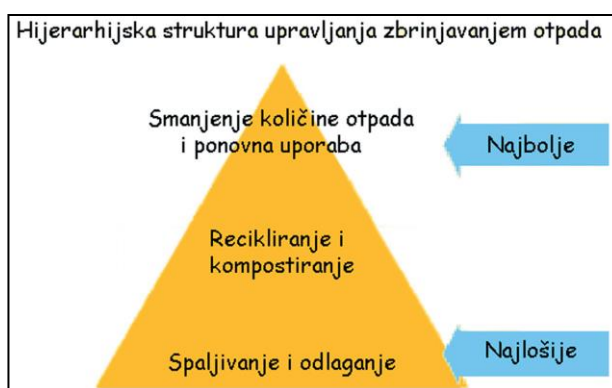 Hijerarhijska struktura upravljanja zbrinjavanjem otpada
Smanjenje količine otpada
i ponovna uporaba
Najbolje
Recikliranje i
kompostiranje
Spaljivanje i odlaganje
Najlošije